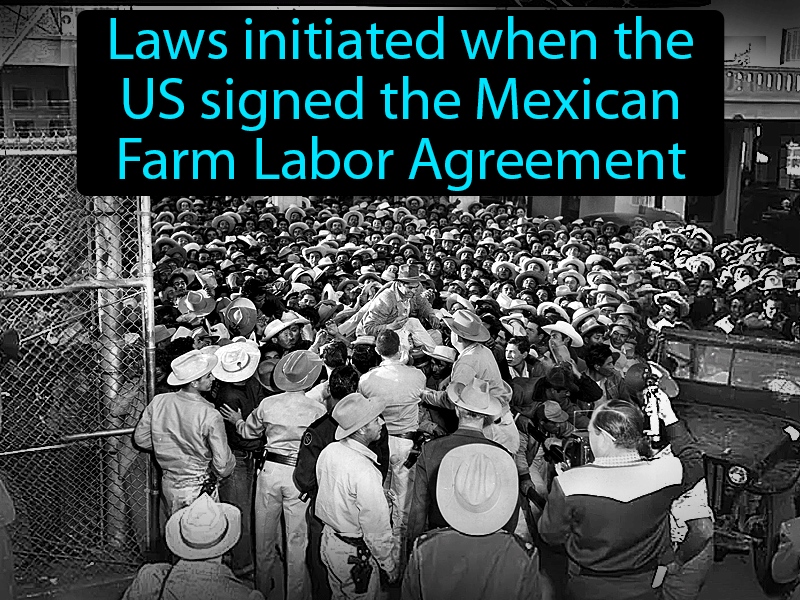 Laws initiated when the
US signed the Mexican
Farm Labor Agreement